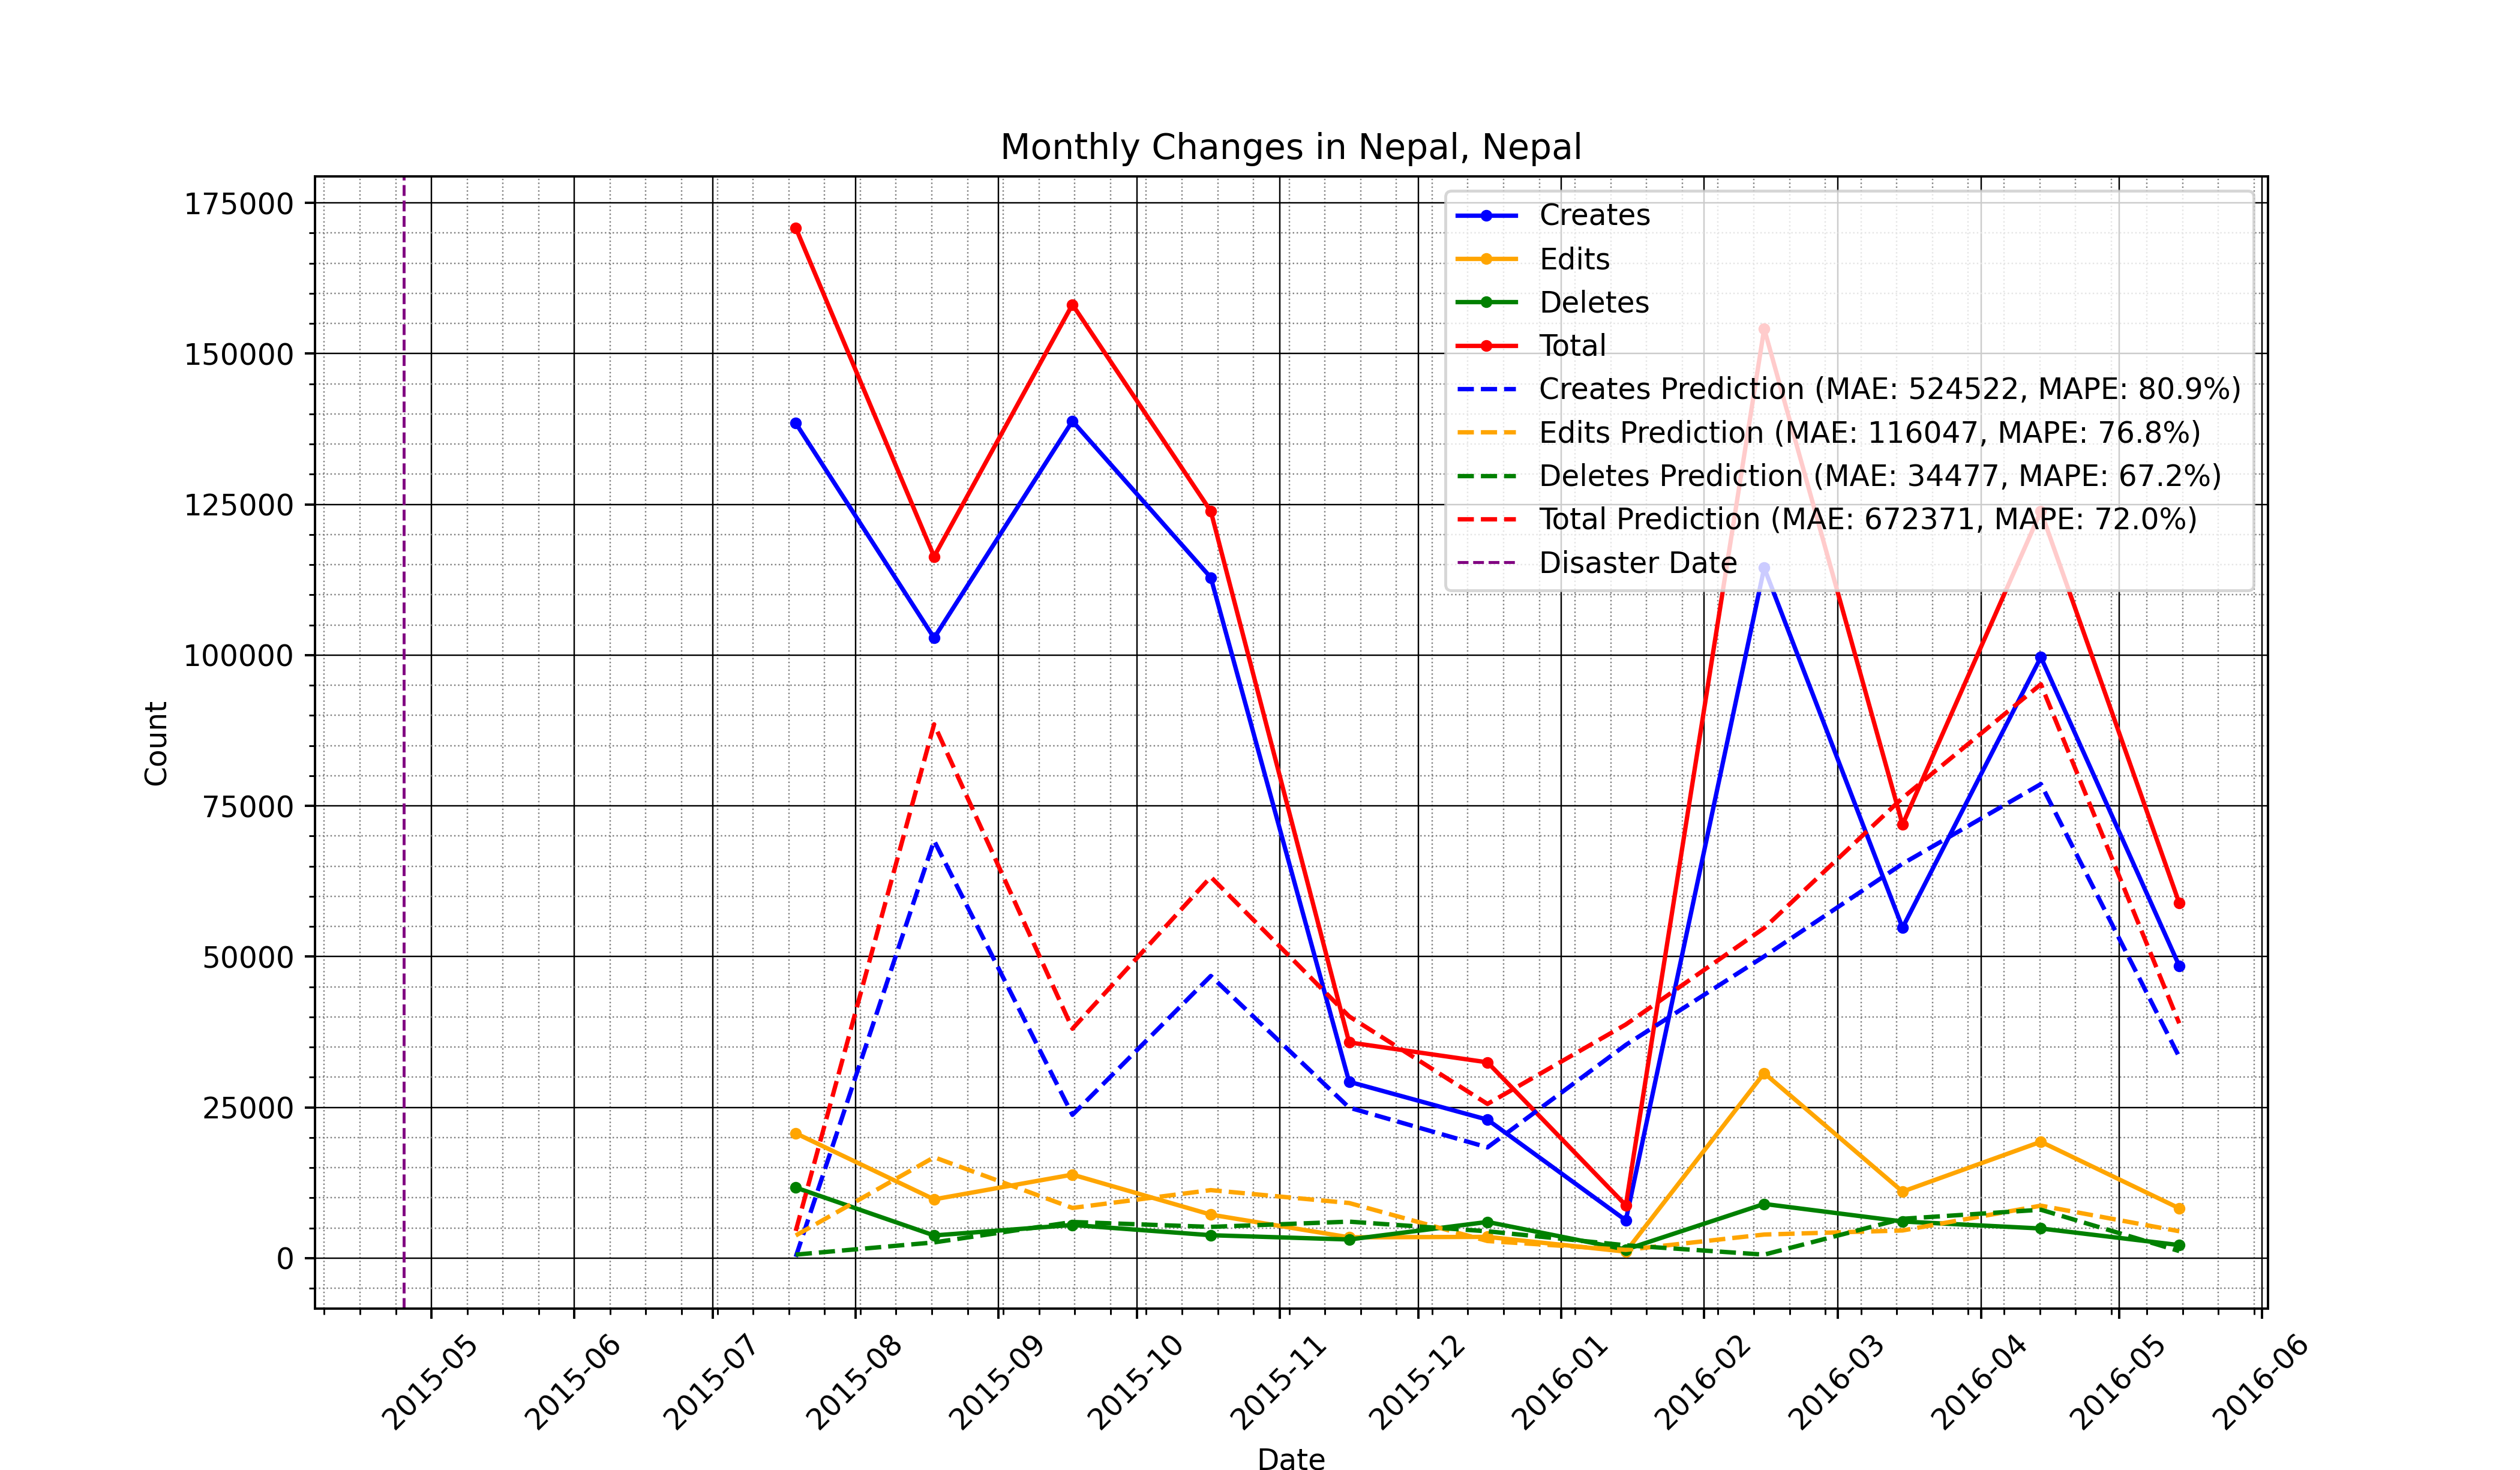 Monthly Changes in Nepal, Nepal
175000
150000
125000
100000
75000
50000
25000
0
Count
Creates
Edits
Deletes
Total
Creates Prediction (MAE: 524522, MAPE: 80.9%)
Edits Prediction (MAE: 116047, MAPE: 76.8%)
Deletes Prediction (MAE: 34477, MAPE: 67.2%)
Total Prediction (MAE: 672371, MAPE: 72.0%)
Disaster Date
2015-05
2015-06
2015-07
2015-08
2015-09
2015-10
2015-11
2015-12
2016-01
2016-02
2016-03
2016-04
2016-05
2016-06
Date